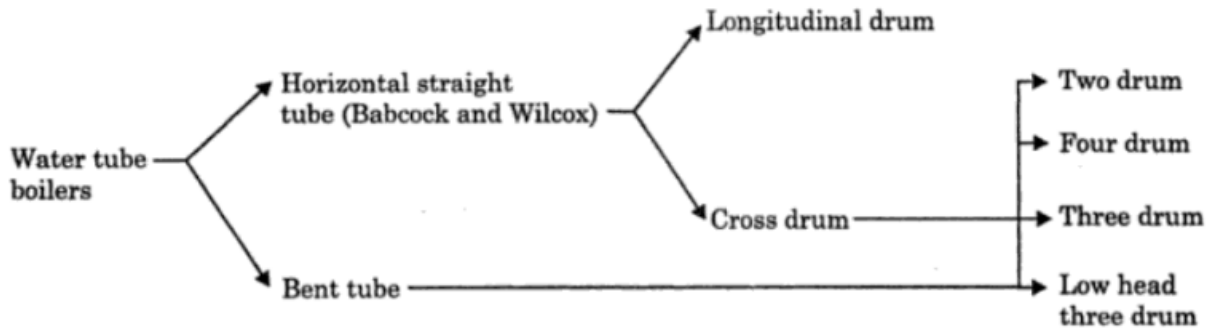 Water tube
boilers
Horizontal straight
tube (Babcock and Wilcox)
Bent tube
Longitudinal drum
Cross drum
Two drum
Four drum
Three drum
Low head
three drum